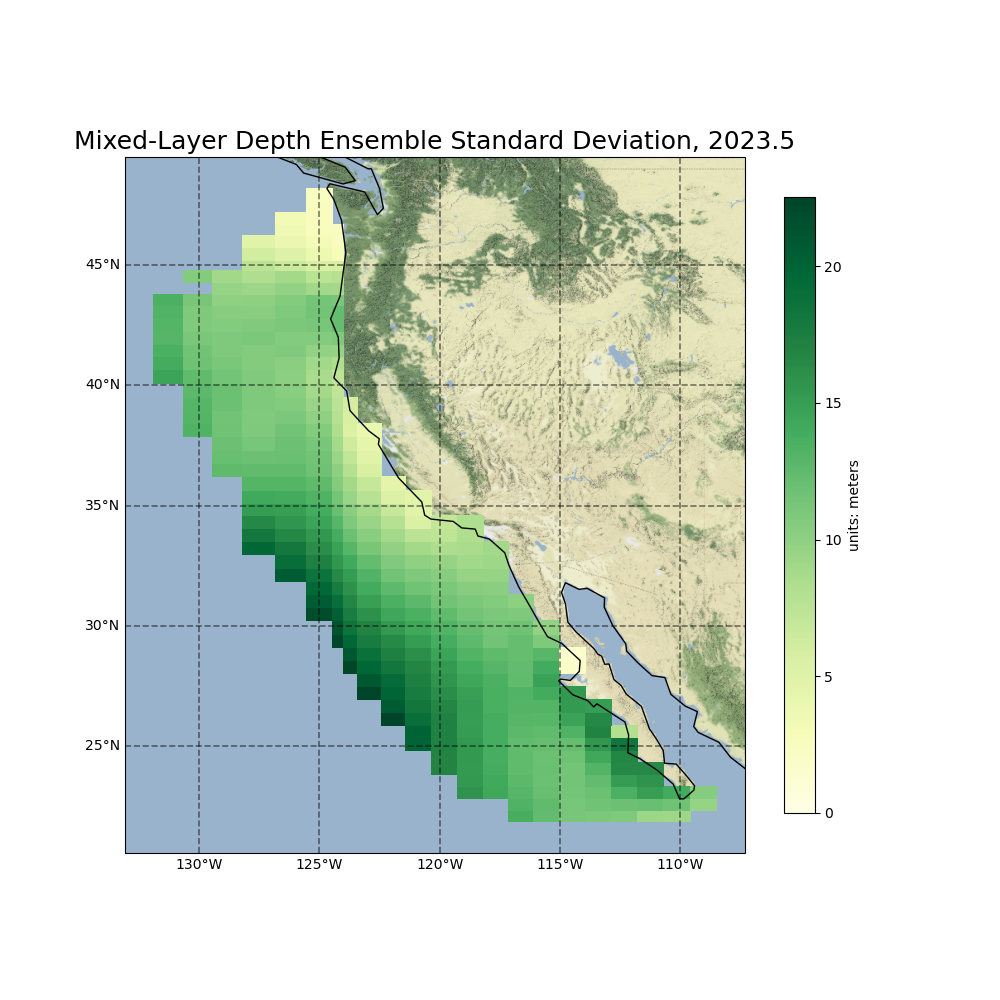 Mixed-Layer Depth Ensemble Standard Deviation, 2023.5
45°N
40°N
35°N
30°N
25°N
130°W
125°W
120°W
115°W
110°W
20
15
10
5
0
units: meters